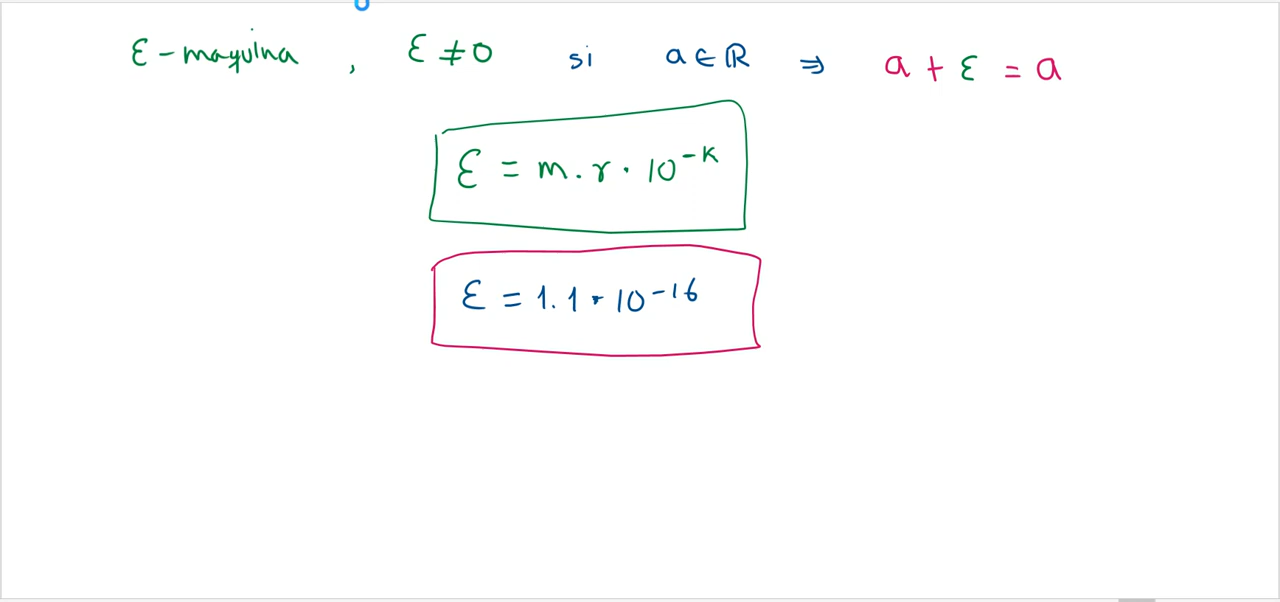 ε-maquina, ε ≠ 0 si a ∈ ℝ ⇒ a + ε = a
ε = m.r · 10^{-k}
ε = 1.1 · 10^{-16}